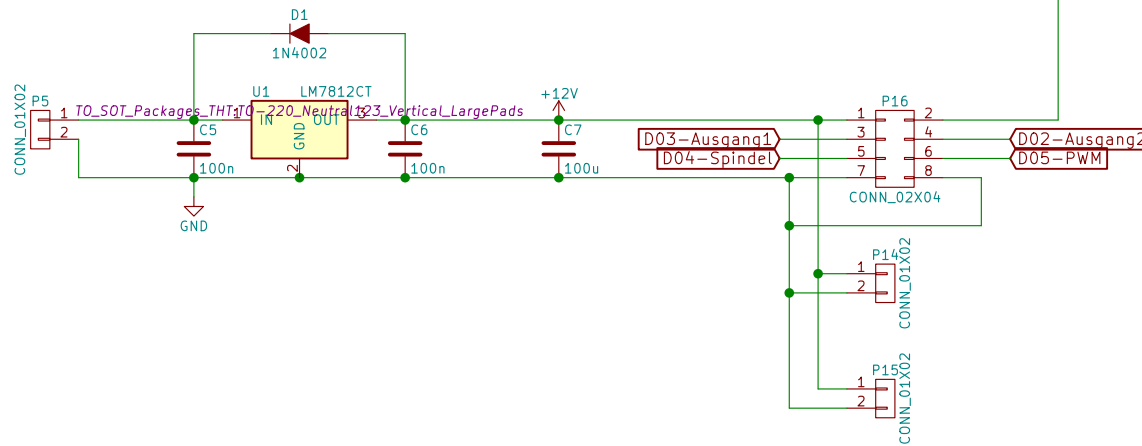 D1
1N4002
P5
CONN_01X02
1
2
TO_SOT_Packages_THT:TO-220_Neutral123_Vertical_LargePads
U1
LM7812CT
1
IN
OUT
3
GND
2
C5
100n
C6
100n
+12V
C7
100u
GND
P16
1
2
3
4
5
6
7
8
CONN_02X04
D03-Ausgang1
D04-Spindel
D02-Ausgang2
D05-PWM
P14
1
2
CONN_01X02
P15
1
2
CONN_01X02